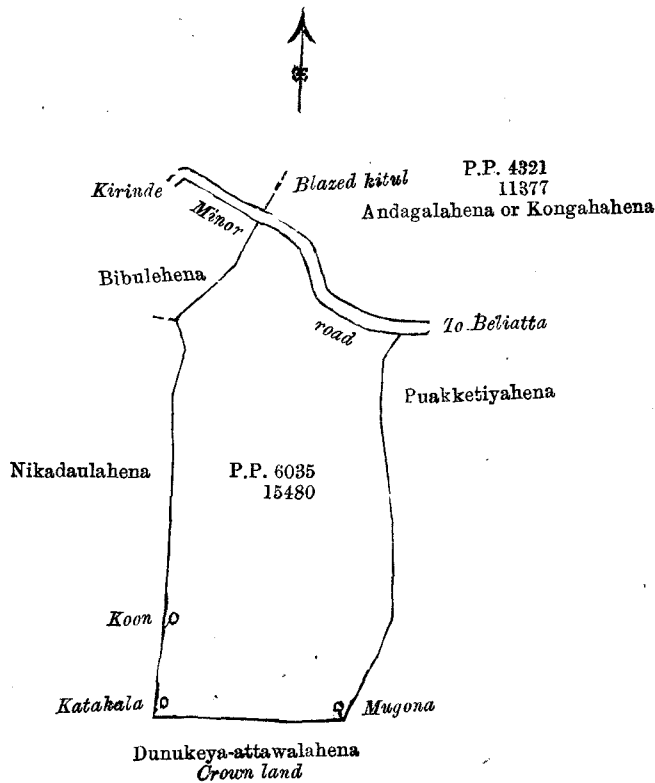 P.P. 4321
11377
Andagalahena or Kongahahena
Blazed kitul
Kirinde
Minor
Bibulehena
road
To Beliatta
Puakketiyahena
Nikadaulahena
P.P. 6035
15480
Koon
Katakala
Mugona
Dunukeya-attawalahena
Crown land